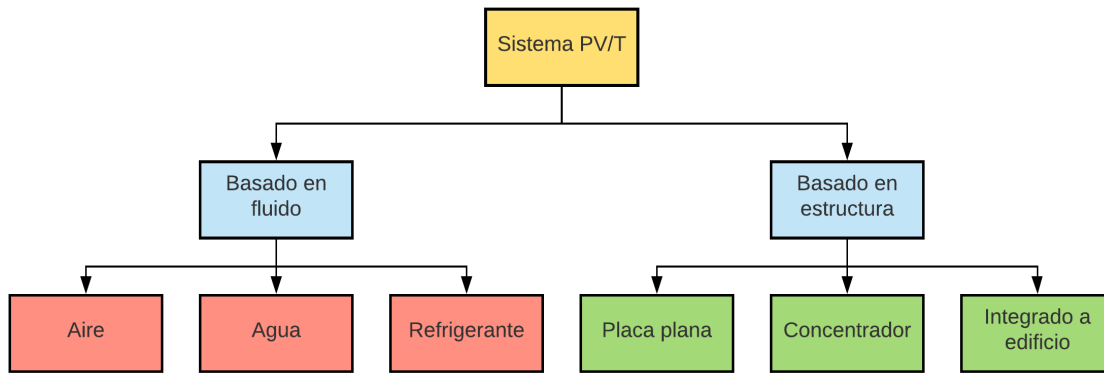 Sistema PV/T
Basado en
fluido
Basado en
estructura
Aire
Agua
Refrigerante
Placa plana
Concentrador
Integrado a
edificio